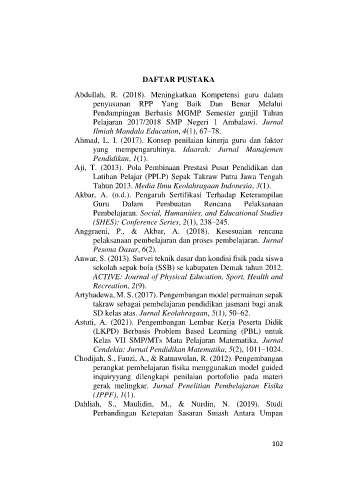 DAFTAR PUSTAKA
Abdullah, R. (2018). Meningkatkan Kompetensi guru dalam
penyusunan RPP Yang Baik Dan Benar Melalui
Pendampingan Berbasis MGMP Semester ganjil Tahun
Pelajaran 2017/2018 SMP Negeri 1 Ambalawi. Jurnal
Ilmiah Mandala Education, 4(1), 67–78.
Ahmad, L. I. (2017). Konsep penilaian kinerja guru dan faktor
yang mempengaruhinya. Idaarah: Jurnal Manajemen
Pendidikan, 1(1).
Aji, T. (2013). Pola Pembinaan Prestasi Pusat Pendidikan dan
Latihan Pelajar (PPLP) Sepak Takraw Putra Jawa Tengah
Tahun 2013. Media Ilmu Keolahragaan Indonesia, 3(1).
Akbar, A. (n.d.). Pengaruh Sertifikasi Terhadap Keterampilan
Guru Dalam Pembuatan Rencana Pelaksanaan
Pembelajaran. Social, Humanities, and Educational Studies
(SHES): Conference Series, 2(1), 238–245.
Anggraeni, P., & Akbar, A. (2018). Kesesuaian rencana
pelaksanaan pembelajaran dan proses pembelajaran. Jurnal
Pesona Dasar, 6(2).
Anwar, S. (2013). Survei teknik dasar dan kondisi fisik pada siswa
sekolah sepak bola (SSB) se kabupaten Demak tahun 2012.
ACTIVE: Journal of Physical Education, Sport, Health and
Recreation, 2(9).
Artyhadewa, M. S. (2017). Pengembangan model permainan sepak
takraw sebagai pembelajaran pendidikan jasmani bagi anak
SD kelas atas. Jurnal Keolahragaan, 5(1), 50–62.
Astuti, A. (2021). Pengembangan Lembar Kerja Peserta Didik
(LKPD) Berbasis Problem Based Learning (PBL) untuk
Kelas VII SMP/MTs Mata Pelajaran Matematika. Jurnal
Cendekia: Jurnal Pendidikan Matematika, 5(2), 1011–1024.
Chodijah, S., Fauzi, A., & Ratnawulan, R. (2012). Pengembangan
perangkat pembelajaran fisika menggunakan model guided
inquiryyang dilengkapi penilaian portofolio pada materi
gerak melingkar. Jurnal Penelitian Pembelajaran Fisika
(JPPF), 1(1).
Dahliah, S., Maulidin, M., & Nurdin, N. (2019). Studi
Perbandingan Ketepatan Sasaran Smash Antara Umpan
102